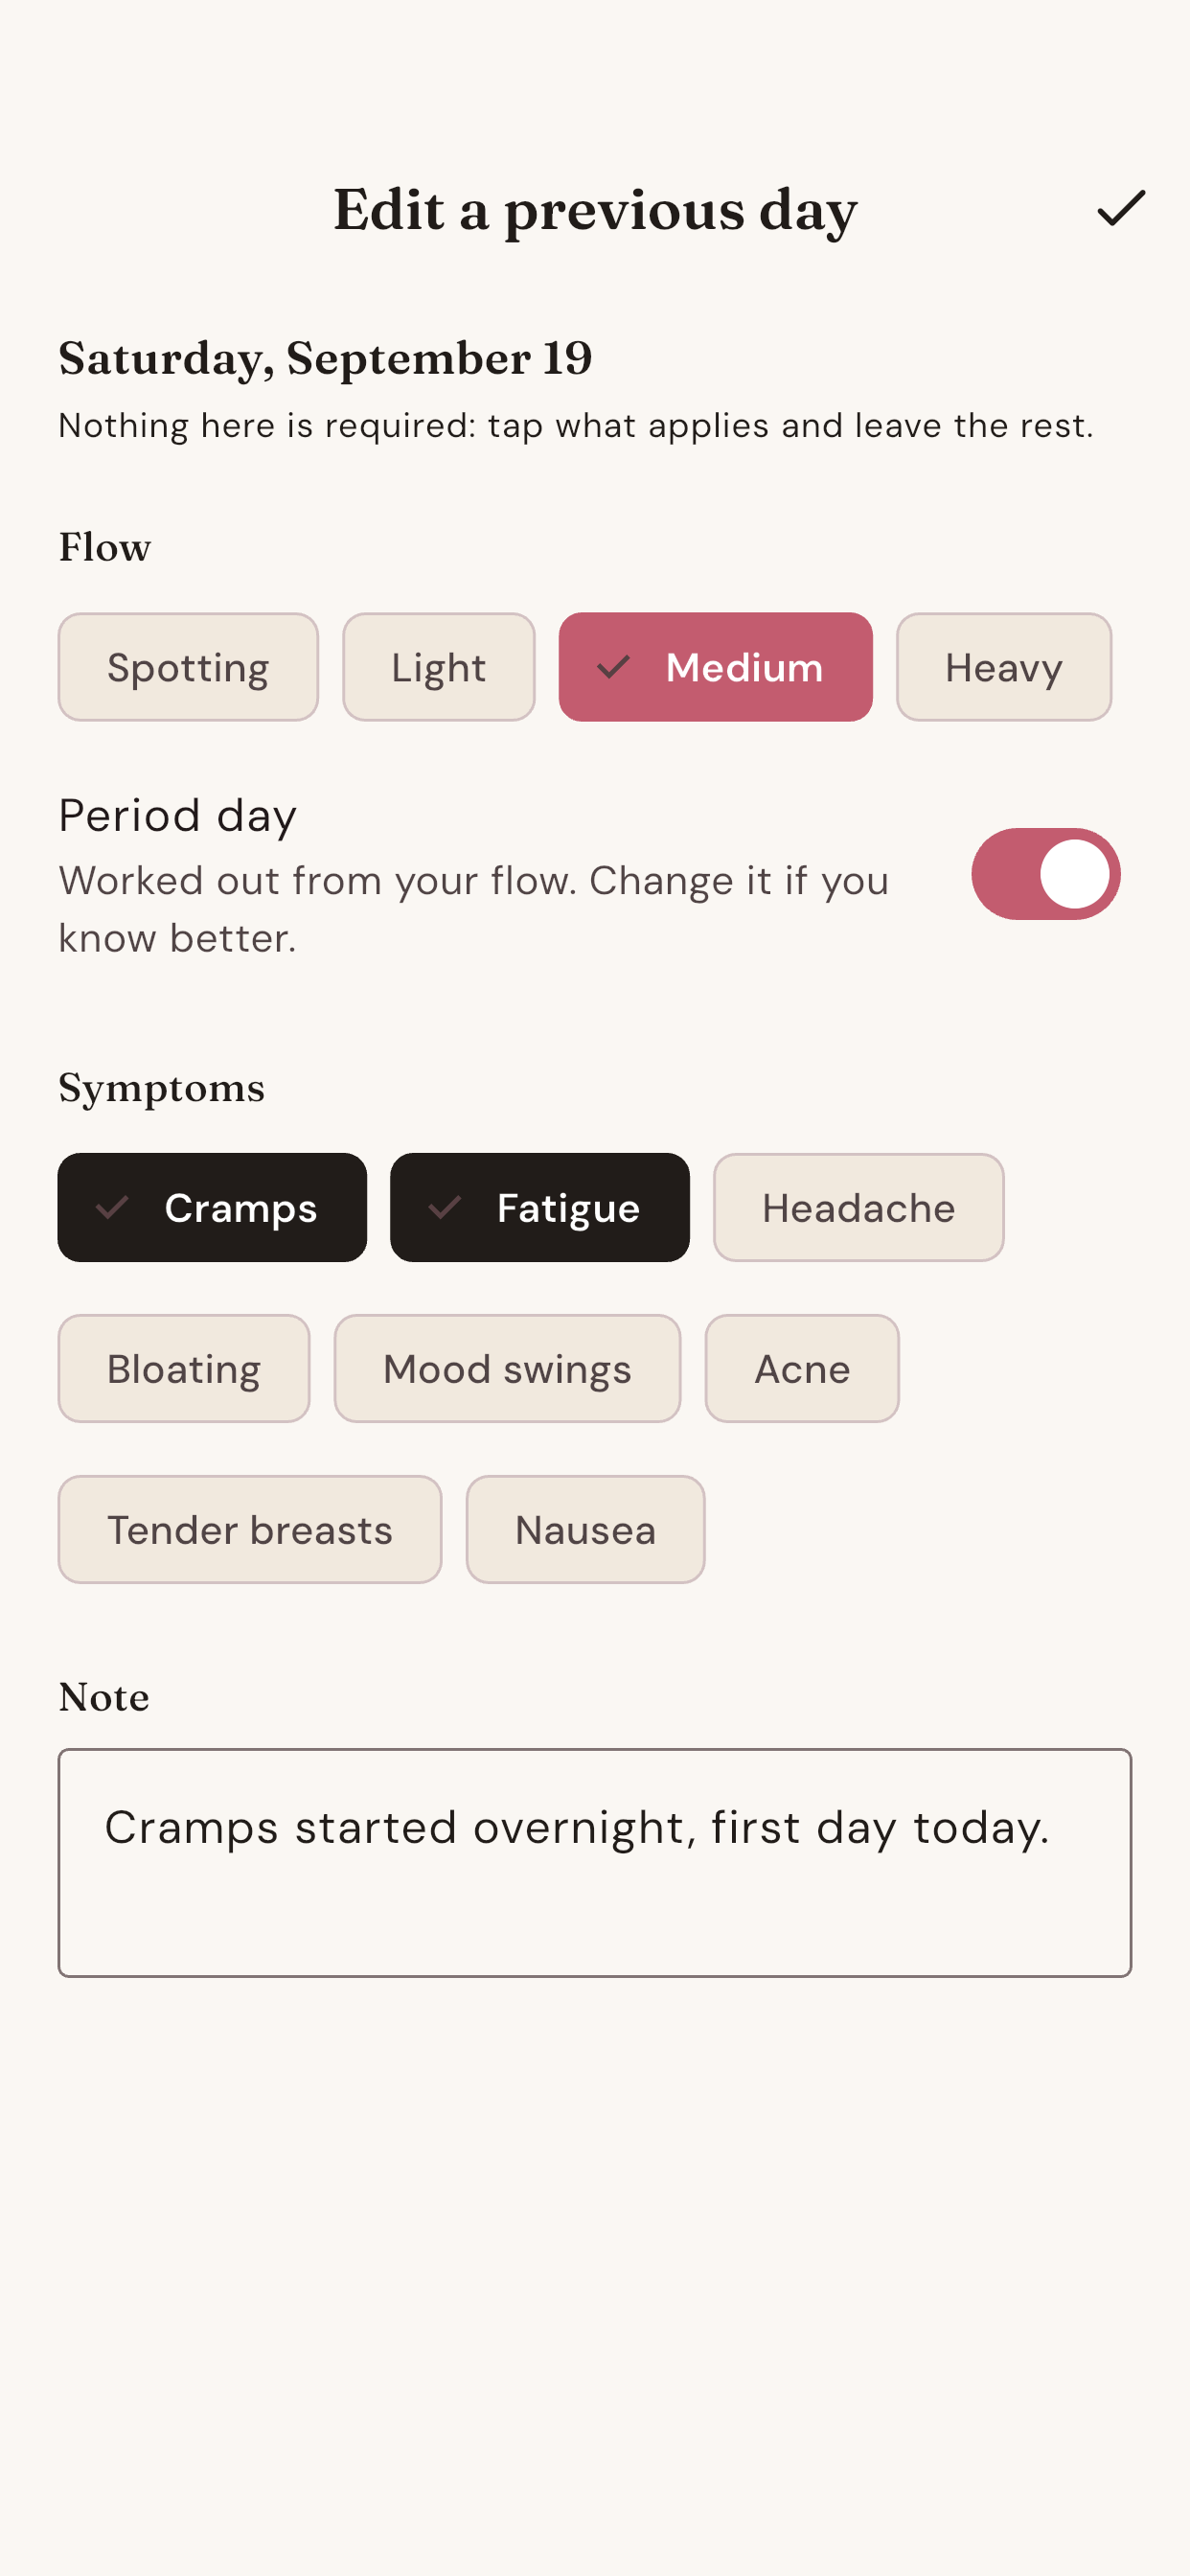 Edit a previous day
Saturday, September 19
Nothing here is required: tap what applies and leave the rest.
Flow
Spotting Light Medium Heavy
Period day
Worked out from your flow. Change it if you
know better.
Symptoms
Cramps Fatigue Headache
Bloating Mood swings Acne
Tender breasts Nausea
Note
Cramps started overnight, first day today.